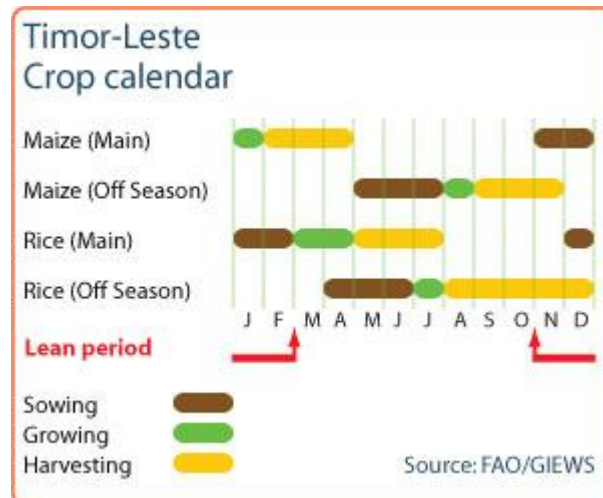 Timor-Leste
Crop calendar
Maize (Main)
Maize (Off Season)
Rice (Main)
Rice (Off Season)
J F M A M J J A S O N D
Lean period
Sowing
Growing
Harvesting
Source: FAO/GIEWS